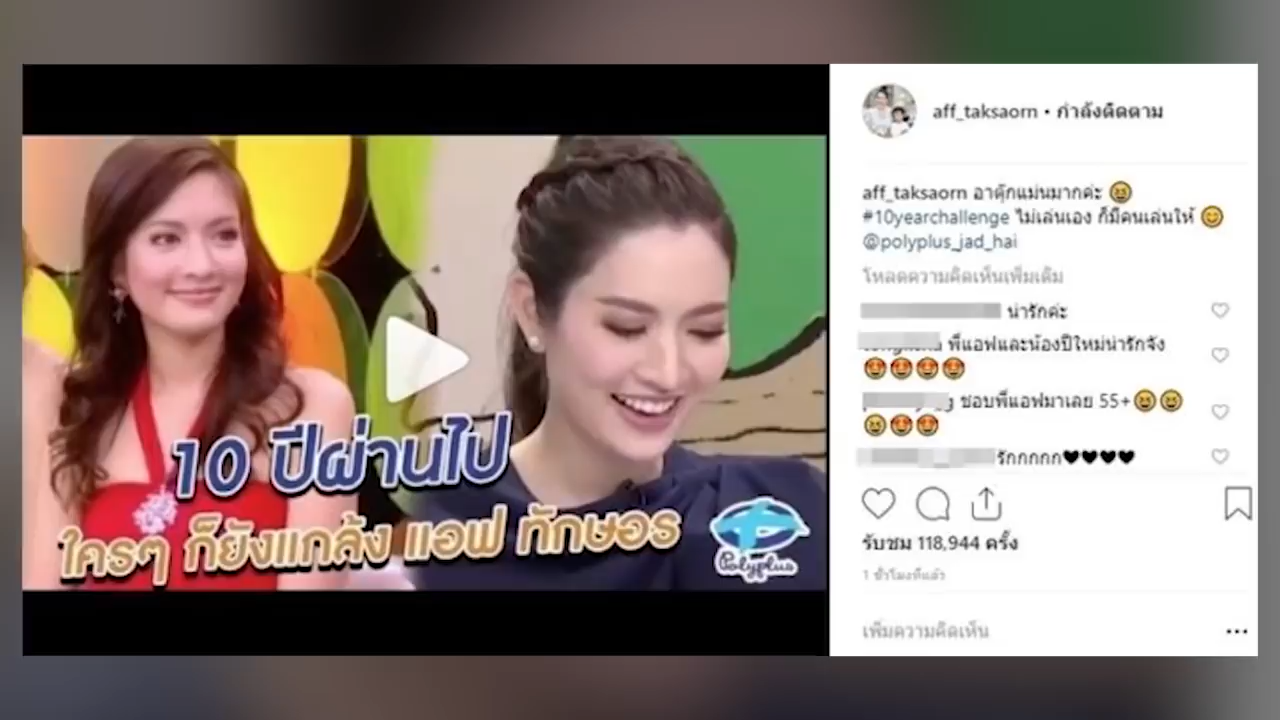 10 ปีผ่านไป
ใครๆ ก็ยังแกล้ง แอฟ ทักษอร
Polyplus
aff_taksaorn • กำลังติดตาม
aff_taksaorn อาตุ๊กแม่นมากค่ะ 😆
#10yearchallenge ไม่เล่นเอง ก็มีคนเล่นให้ 😊
@polyplus_jad_hai
โหลดความคิดเห็นเพิ่มเติม
น่ารักค่ะ
พี่แอฟและน้องปีใหม่น่ารักจัง
🤩🤩🤩🤩
ชอบพี่แอฟมาเลย 55+😆😆
😆🤩🤩
รักกกกก🖤🖤🖤🖤
รับชม 118,944 ครั้ง
1 ชั่วโมงที่แล้ว
เพิ่มความคิดเห็น